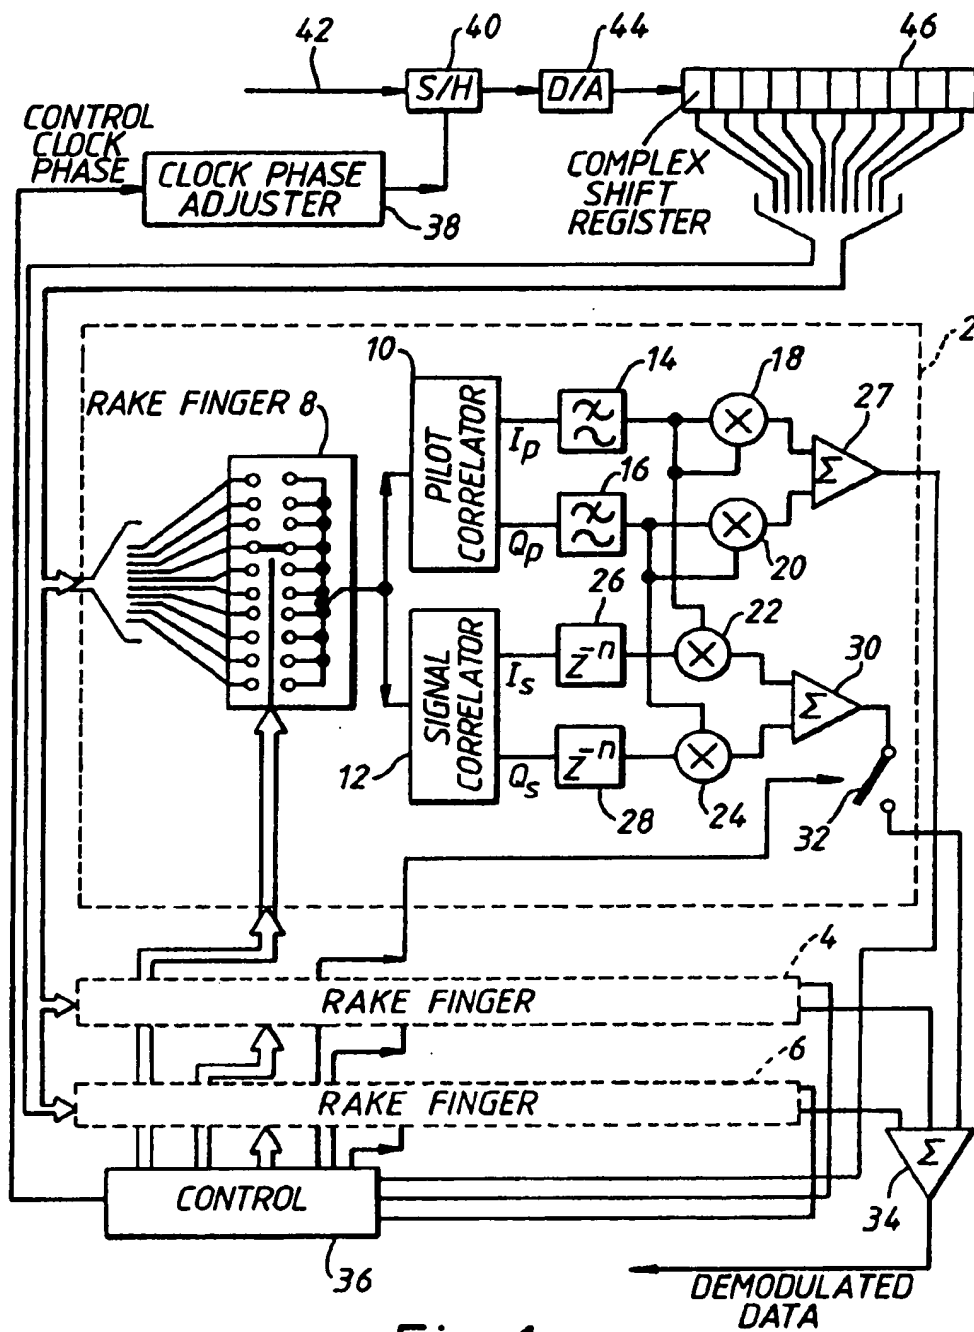 42
40
44
46
S/H
D/A
CONTROL
CLOCK
PHASE
CLOCK PHASE
ADJUSTER
38
COMPLEX
SHIFT
REGISTER
2
10
14
18
27
RAKE FINGER 8
PILOT
CORRELATOR
Ip
Σ
16
Qp
20
26
22
SIGNAL
CORRELATOR
Is
Z-n
30
Σ
12
Qs
Z-n
28
24
32
4
RAKE FINGER
6
RAKE FINGER
CONTROL
Σ
34
36
DEMODULATED
DATA